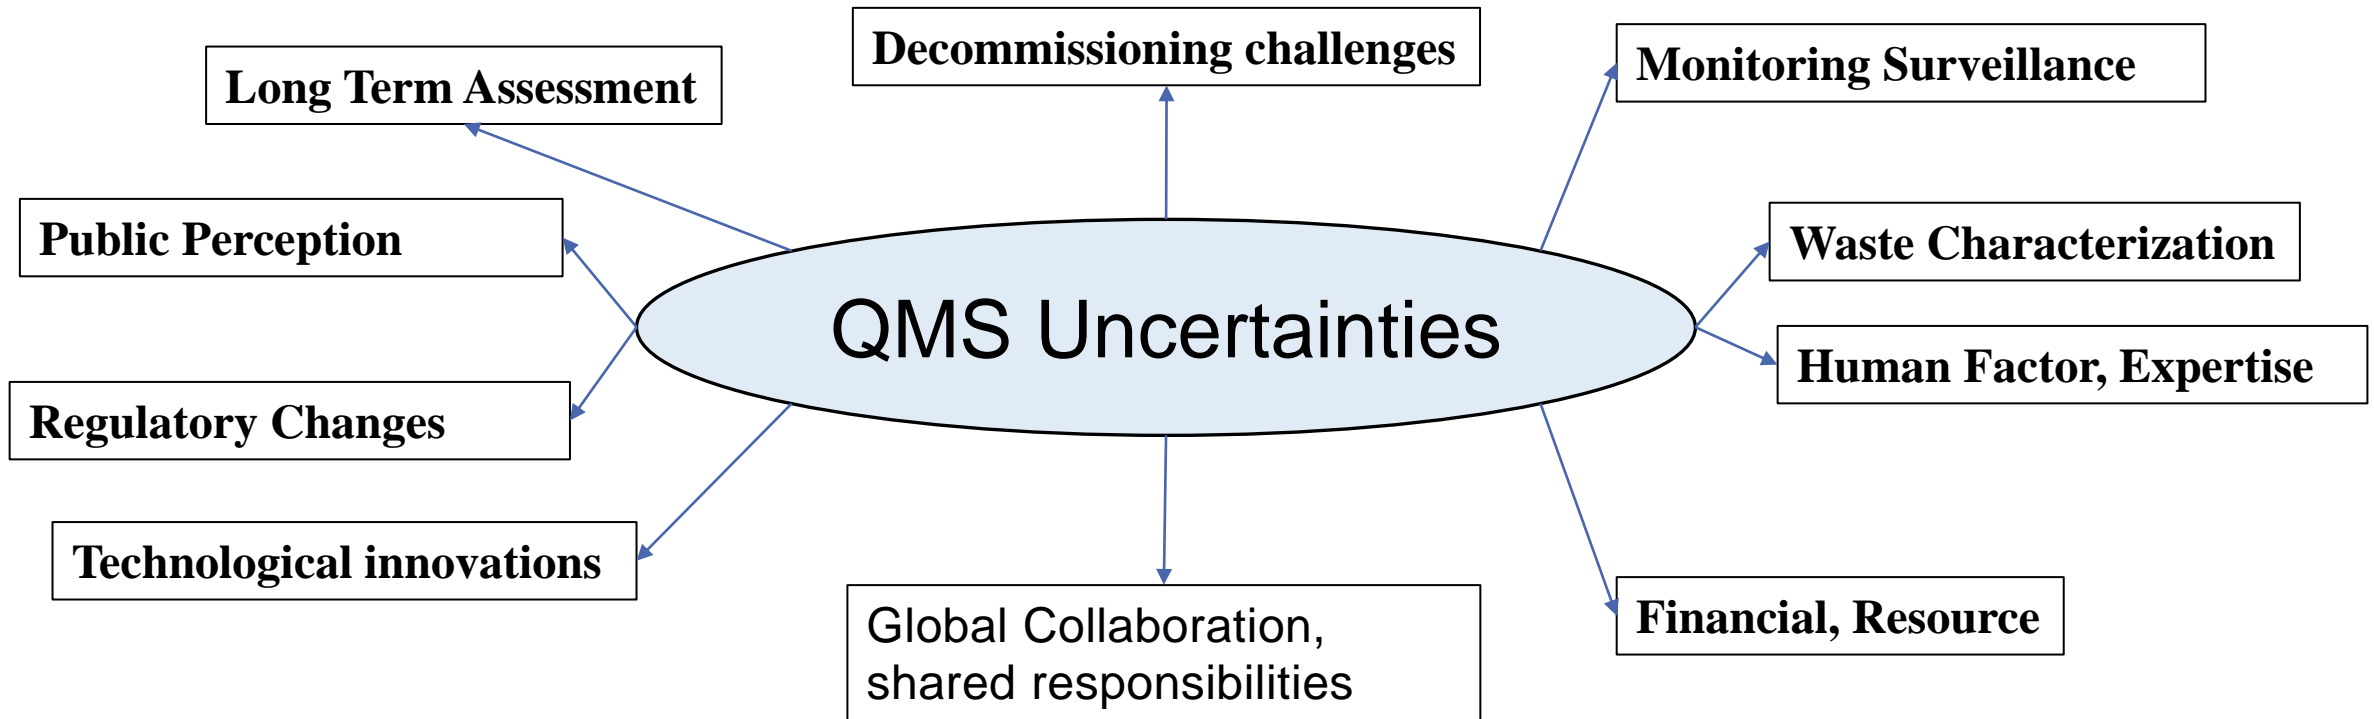 Decommissioning challenges
Long Term Assessment
Monitoring Surveillance
Public Perception
Waste Characterization
QMS Uncertainties
Human Factor, Expertise
Regulatory Changes
Technological innovations
Global Collaboration,
shared responsibilities
Financial, Resource